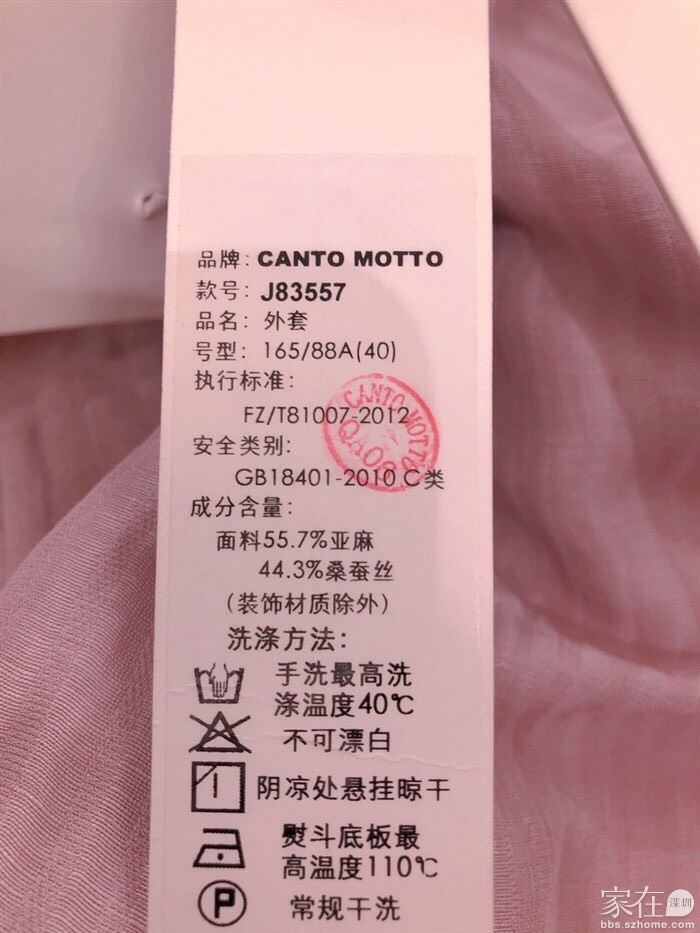 品牌: CANTO MOTTO
款号: J83557
品名: 外套
号型: 165/88A(40)
执行标准:
FZ/T81007-2012
安全类别:
GB18401-2010 C类
成分含量:
面料55.7%亚麻
44.3%桑蚕丝
(装饰材质除外)
洗涤方法:
手洗最高洗
涤温度40℃
不可漂白
阴凉处悬挂晾干
熨斗底板最
高温度110℃
P 常规干洗
CANTO MOTTO
家在深圳
bbs.szhome.com